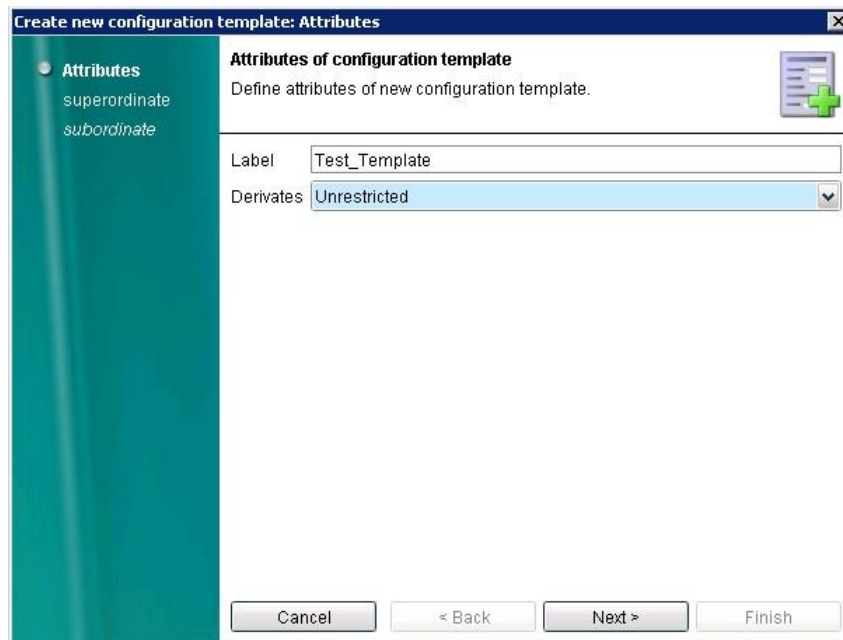 Create new configuration template: Attributes
Attributes
superordinate
subordinate
Attributes of configuration template
Define attributes of new configuration template.
Label Test_Template
Derivates Unrestricted
Cancel < Back Next > Finish